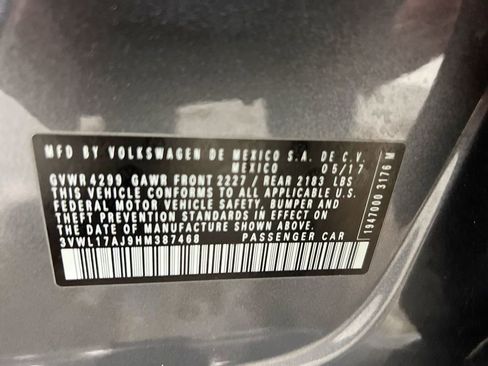 MFD BY VOLKSWAGEN DE MEXICO S.A. DE C.V.
05/17
GVWR 4299 GAWR FRONT 2227 / REAR 2183 LBS
THIS VEHICLE CONFORMS TO ALL APPLICABLE U.S.
FEDERAL MOTOR VEHICLE SAFETY, BUMPER, AND
THEFT PREVENTION STANDARDS IN EFFECT ON
THE DATE OF MANUFACTURE SHOWN ABOVE.
3VWL17AJ9HM387468 PASSENGER CAR
1947000 3176 M